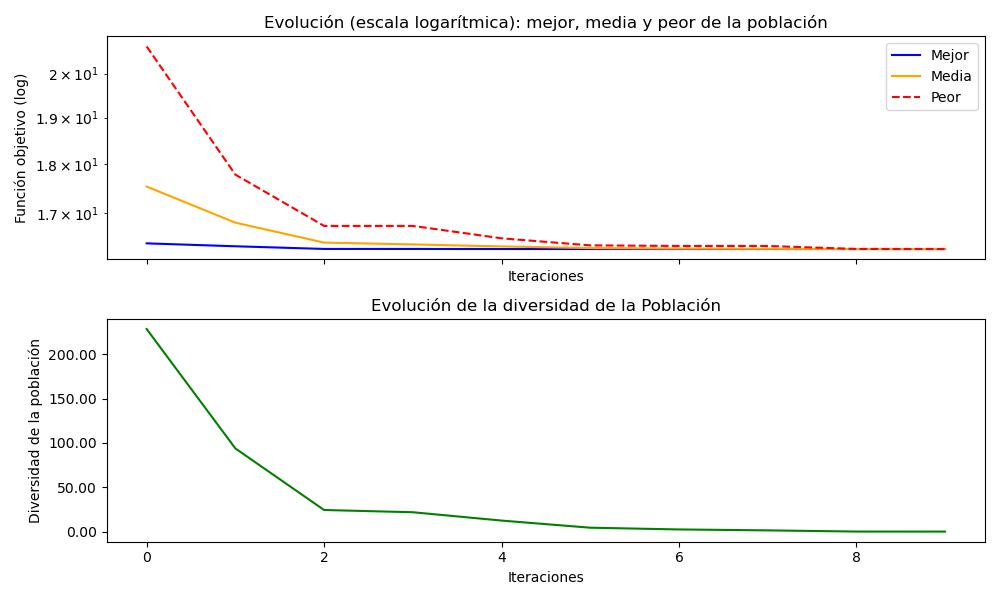 Evolución (escala logarítmica): mejor, media y peor de la población
Función objetivo (log)
2 × 10¹
1.9 × 10¹
1.8 × 10¹
1.7 × 10¹
Mejor
Media
Peor
Iteraciones
Evolución de la diversidad de la Población
Diversidad de la población
200.00
150.00
100.00
50.00
0.00
0 2 4 6 8
Iteraciones